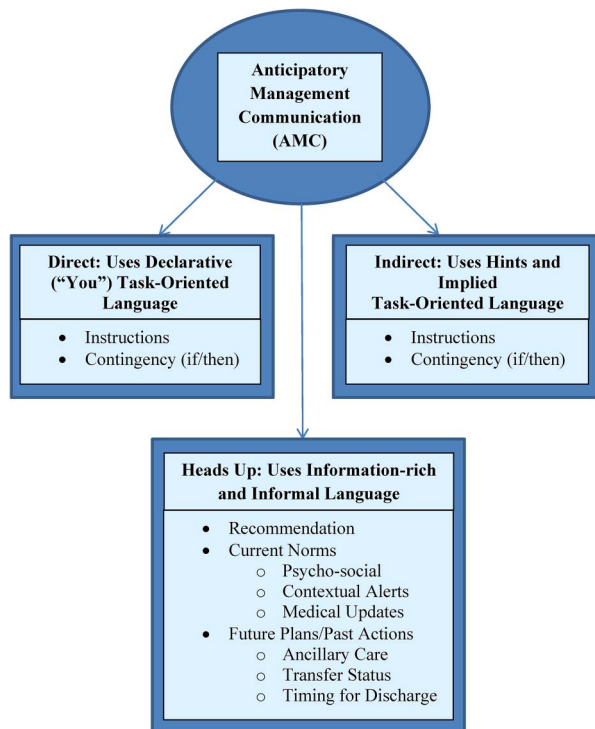 Anticipatory
Management
Communication
(AMC)
Direct: Uses Declarative
(“You”) Task-Oriented
Language
• Instructions
• Contingency (if/then)
Indirect: Uses Hints and
Implied
Task-Oriented Language
• Instructions
• Contingency (if/then)
Heads Up: Uses Information-rich
and Informal Language
• Recommendation
• Current Norms
o Psycho-social
o Contextual Alerts
o Medical Updates
• Future Plans/Past Actions
o Ancillary Care
o Transfer Status
o Timing for Discharge